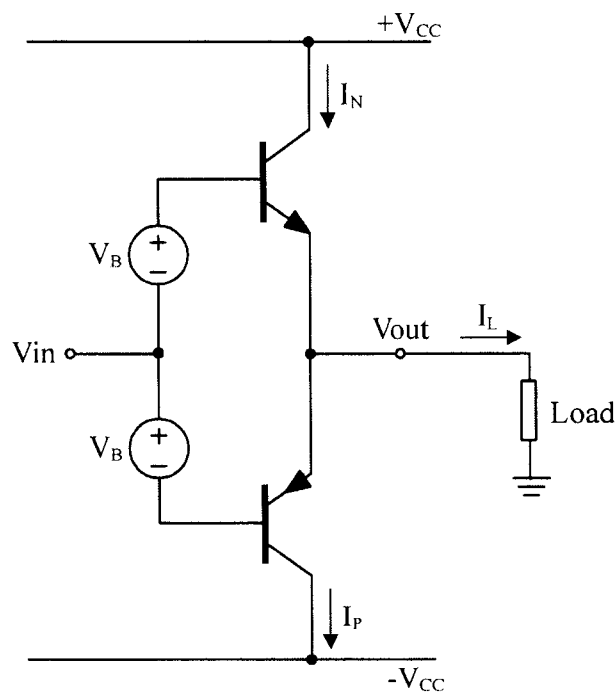 +V_CC
I_N
+
V_B
−
Vin
Vout
I_L
Load
+
V_B
−
I_P
-V_CC